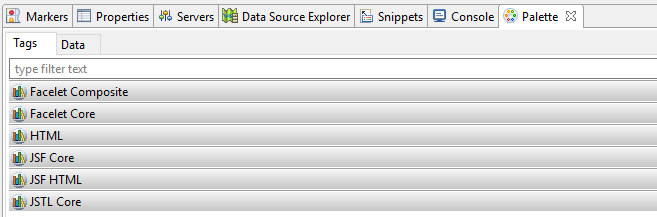 Markers Properties Servers Data Source Explorer Snippets Console Palette
Tags Data
type filter text
Facelet Composite
Facelet Core
HTML
JSF Core
JSF HTML
JSTL Core